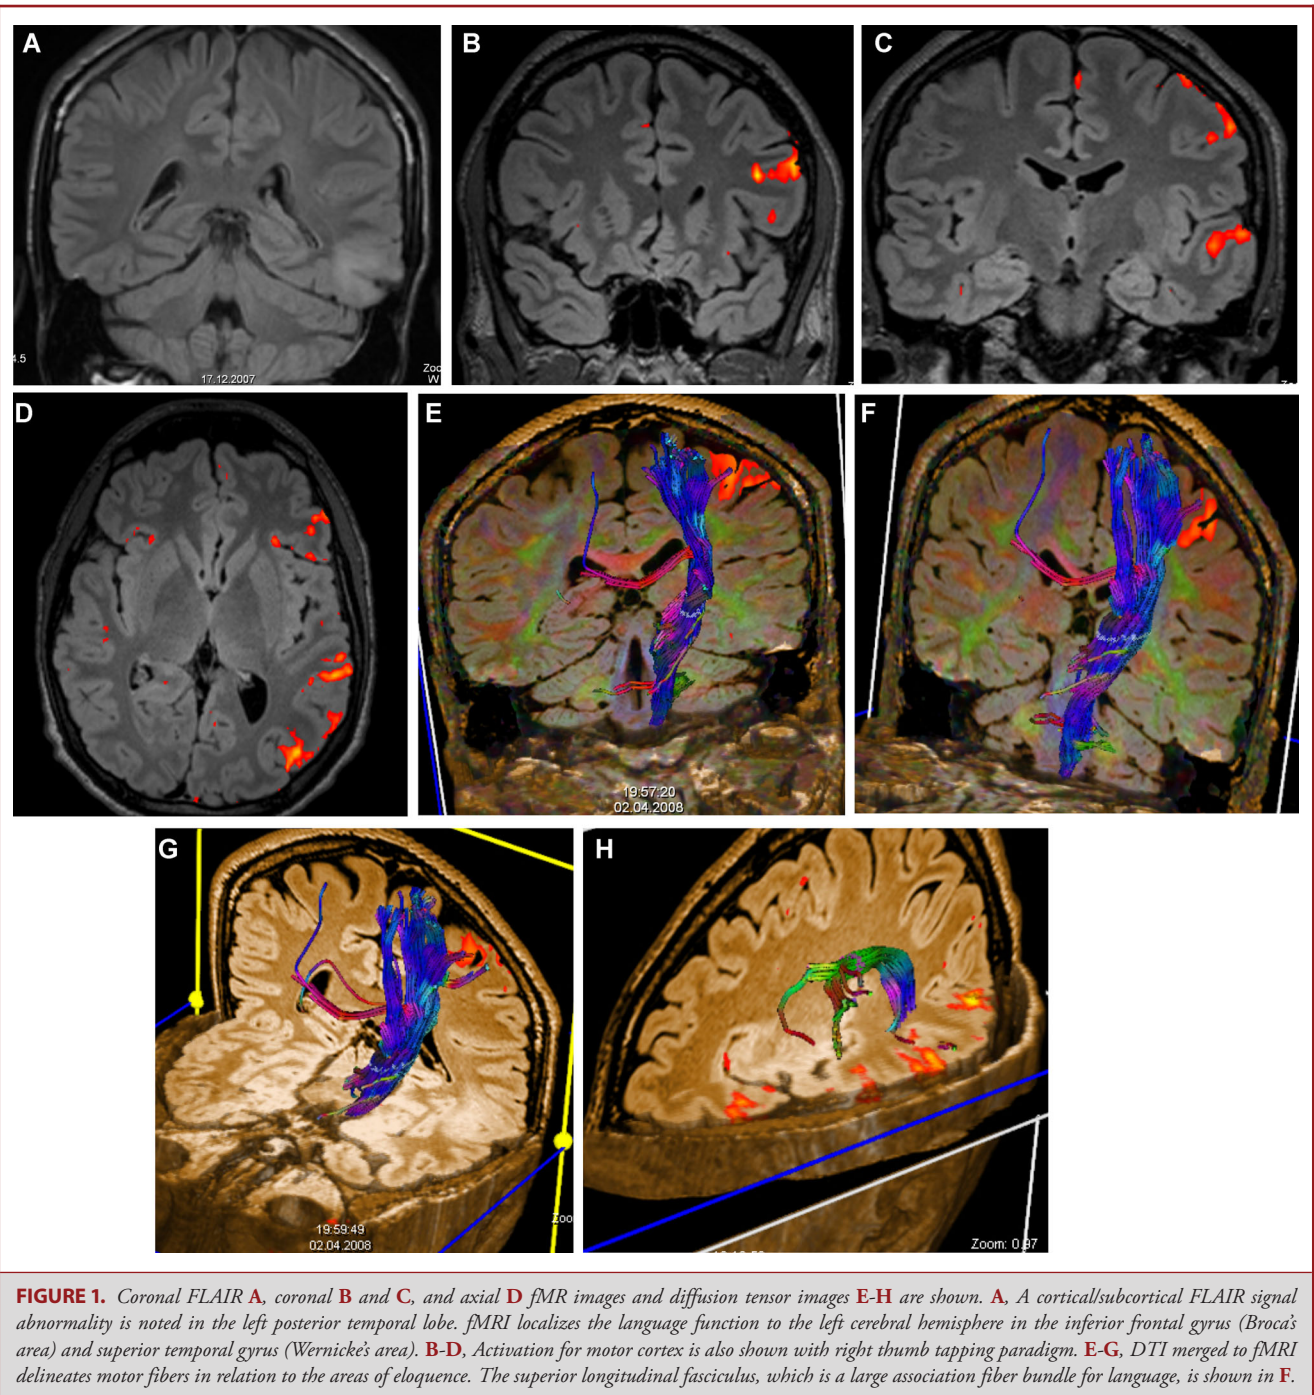 A
B
C
4.5
17.12.2007
Zoo
W
D
E
F
19:57:20
02.04.2008
G
H
19:59:49
02.04.2008
Zoo
Zoom: 0.97
FIGURE 1. Coronal FLAIR A, coronal B and C, and axial D fMR images and diffusion tensor images E-H are shown. A, A cortical/subcortical FLAIR signal
abnormality is noted in the left posterior temporal lobe. fMRI localizes the language function to the left cerebral hemisphere in the inferior frontal gyrus (Broca's
area) and superior temporal gyrus (Wernicke's area). B-D, Activation for motor cortex is also shown with right thumb tapping paradigm. E-G, DTI merged to fMRI
delineates motor fibers in relation to the areas of eloquence. The superior longitudinal fasciculus, which is a large association fiber bundle for language, is shown in F.